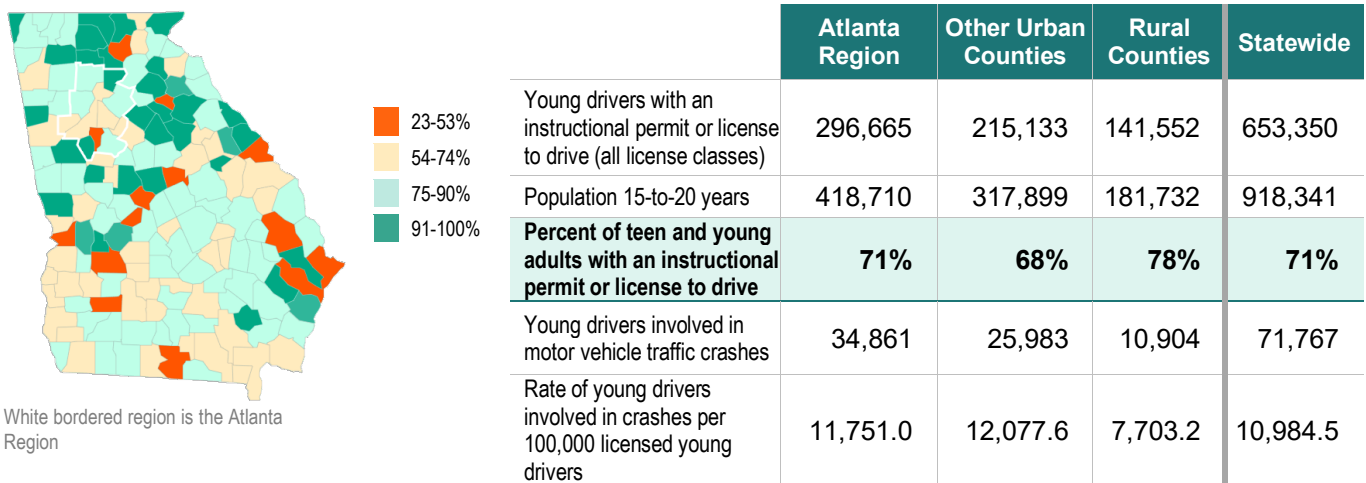 23-53%
54-74%
75-90%
91-100%
White bordered region is the Atlanta
Region
Atlanta
Region
Other Urban
Counties
Rural
Counties
Statewide
Young drivers with an
instructional permit or license
to drive (all license classes)
296,665
215,133
141,552
653,350
Population 15-to-20 years
418,710
317,899
181,732
918,341
Percent of teen and young
adults with an instructional
permit or license to drive
71%
68%
78%
71%
Young drivers involved in
motor vehicle traffic crashes
34,861
25,983
10,904
71,767
Rate of young drivers
involved in crashes per
100,000 licensed young
drivers
11,751.0
12,077.6
7,703.2
10,984.5